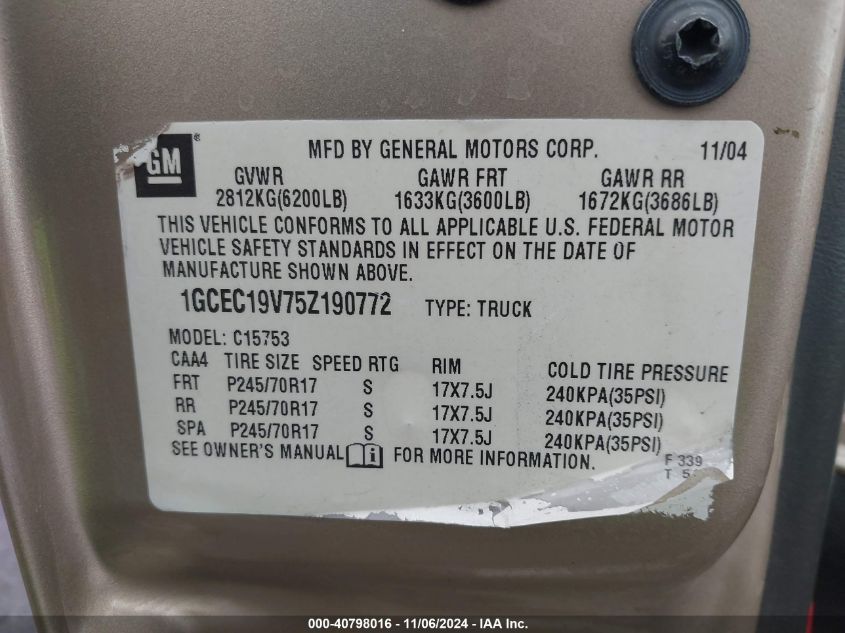 GM ® MFD BY GENERAL MOTORS CORP. 11/04
GVWR GAWR FRT GAWR RR
2812KG(6200LB) 1633KG(3600LB) 1672KG(3686LB)
THIS VEHICLE CONFORMS TO ALL APPLICABLE U.S. FEDERAL MOTOR
VEHICLE SAFETY STANDARDS IN EFFECT ON THE DATE OF
MANUFACTURE SHOWN ABOVE.
1GCEC19V75Z190772 TYPE: TRUCK
MODEL: C15753
CAA4 TIRE SIZE SPEED RTG RIM COLD TIRE PRESSURE
FRT P245/70R17 S 17X7.5J 240KPA(35PSI)
RR P245/70R17 S 17X7.5J 240KPA(35PSI)
SPA P245/70R17 S 17X7.5J 240KPA(35PSI)
SEE OWNER'S MANUAL i FOR MORE INFORMATION.
F 339
T
000-40798016 - 11/06/2024 - IAA Inc.